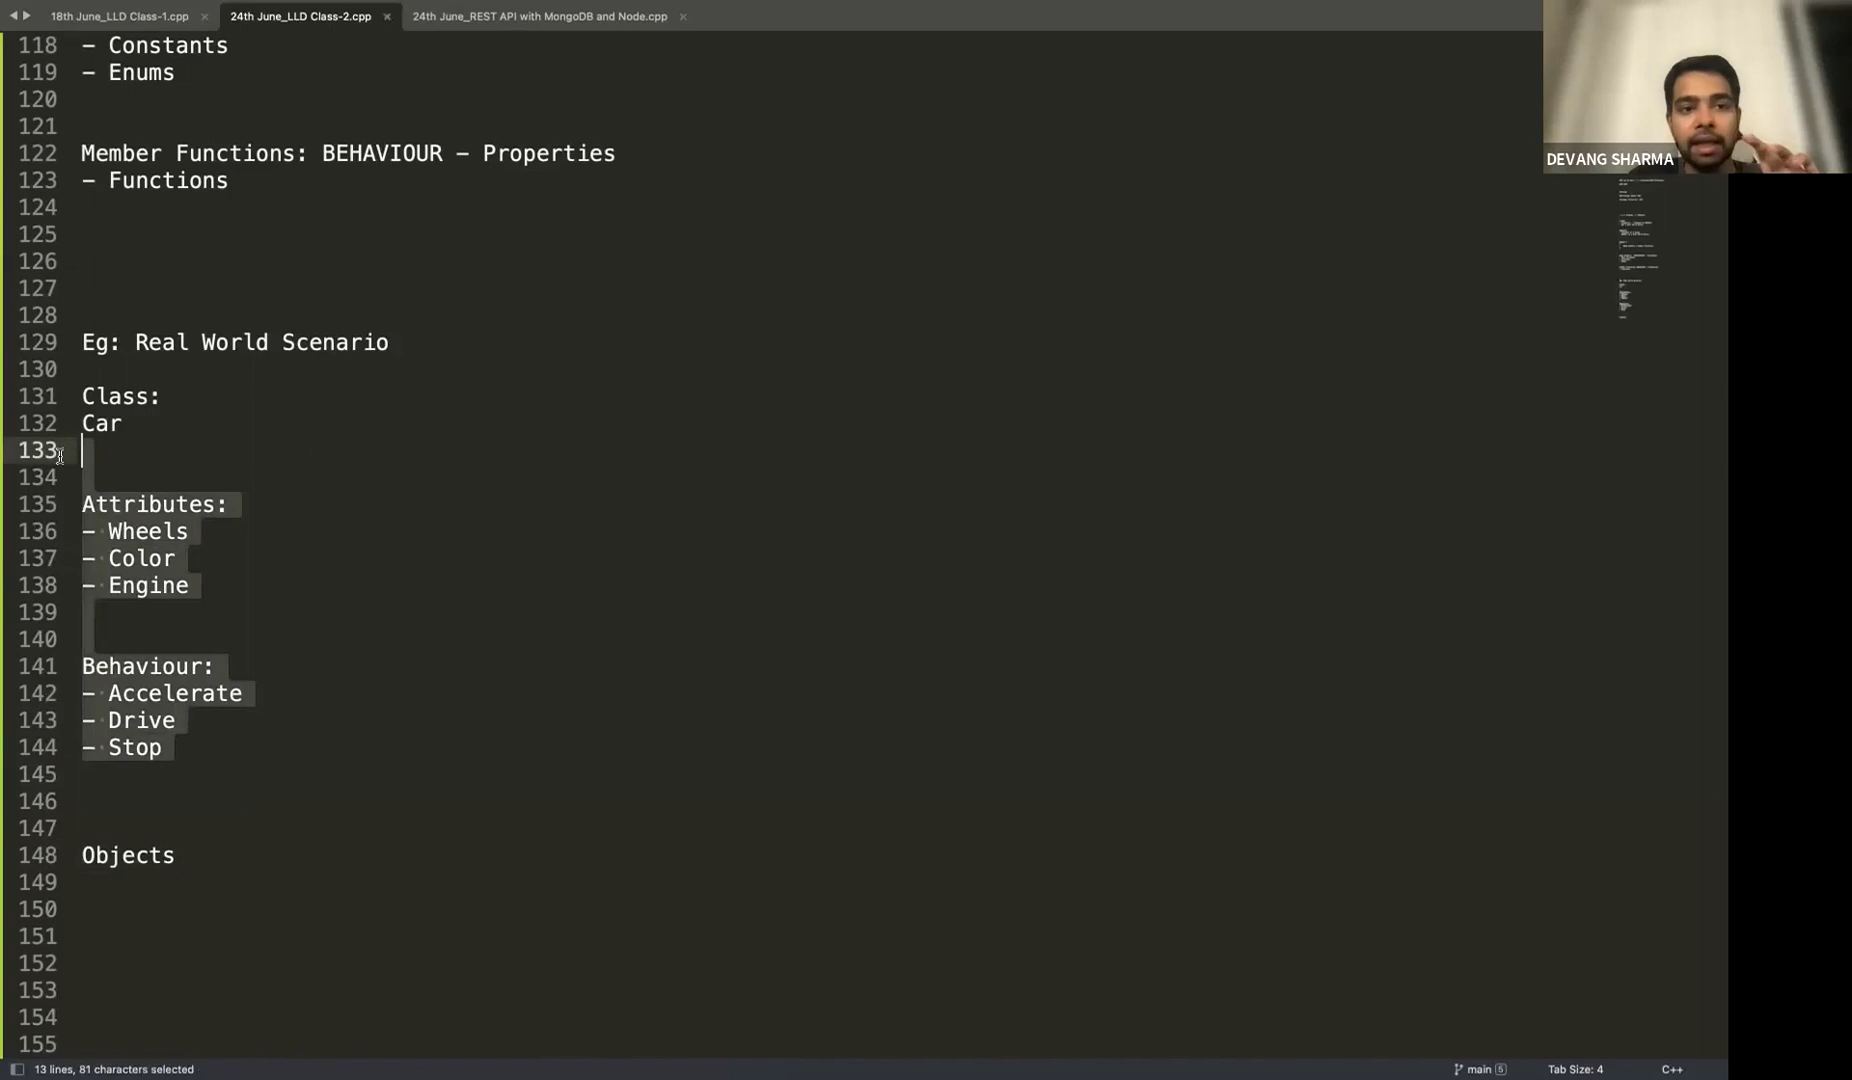 18th June_LLD Class-1.cpp ×
24th June_LLD Class-2.cpp ×
24th June_REST API with MongoDB and Node.cpp ×
DEVANG SHARMA
118 - Constants
119 - Enums
120
121
122 Member Functions: BEHAVIOUR - Properties
123 - Functions
124
125
126
127
128
129 Eg: Real World Scenario
130
131 Class:
132 Car
133
134
135 Attributes:
136 - Wheels
137 - Color
138 - Engine
139
140
141 Behaviour:
142 - Accelerate
143 - Drive
144 - Stop
145
146
147
148 Objects
149
150
151
152
153
154
155
13 lines, 81 characters selected
main 5
Tab Size: 4
C++